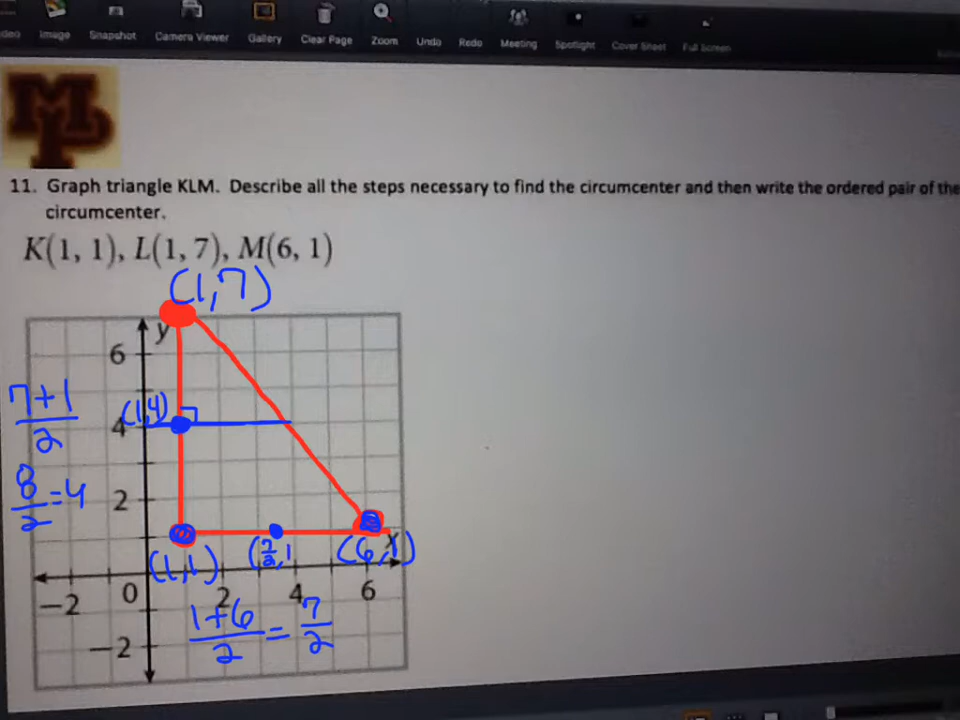 Image Snapshot Camera Viewer Gallery Clear Page Zoom Undo Redo Meeting Spotlight Cover Sheet Full Screen
MP
11. Graph triangle KLM. Describe all the steps necessary to find the circumcenter and then write the ordered pair of the
circumcenter.
K(1, 1), L(1, 7), M(6, 1)
(1,7)
y
6
7+1/2
(1,4)
4
8/2=4
2
(1,1) (7/2,1 (6,1)
x
−2 0 2 4 6
1+6/2=7/2
−2